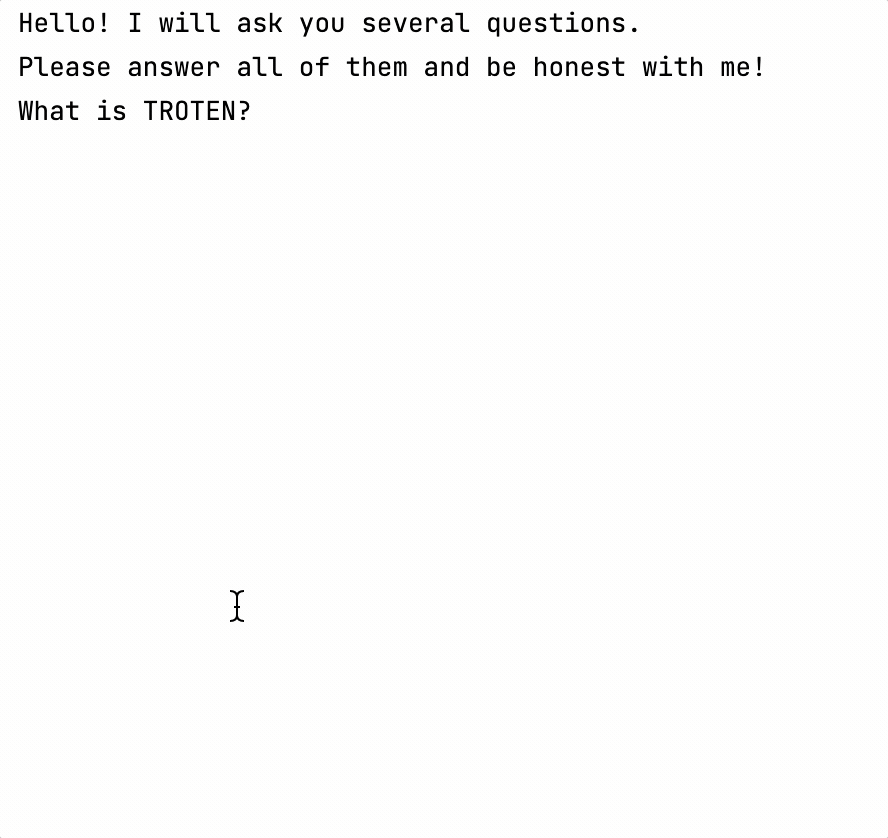 Hello! I will ask you several questions.
Please answer all of them and be honest with me!
What is TROTEN?